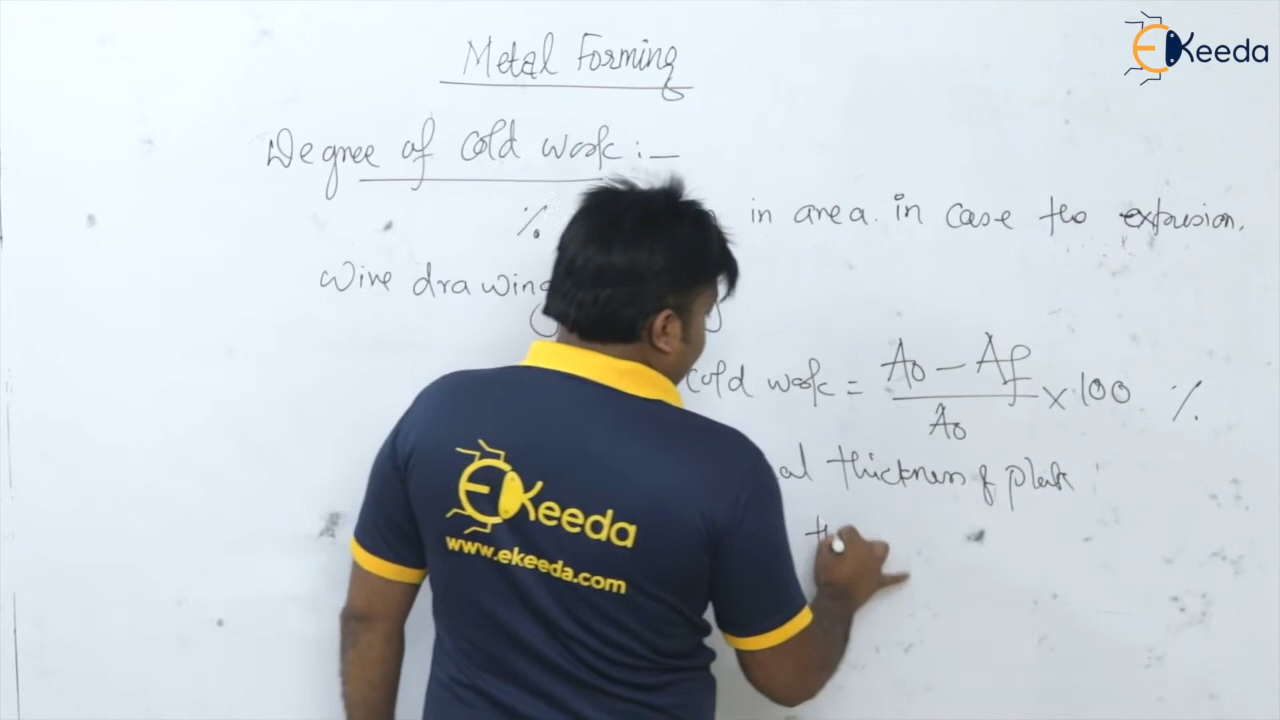 EKeeda
Metal Forming
Degree of cold work :-
% in area. in case the extrusion,
Wire drawing
cold work = A0 - Af / A0 × 100 %
al thickness of plate
t
EKeeda
www.ekeeda.com